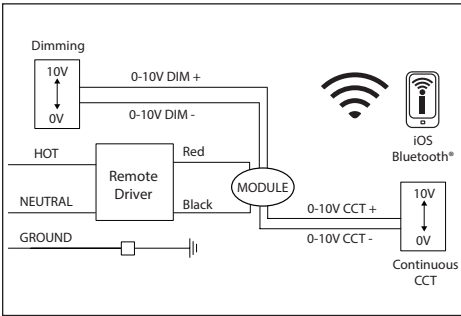 Dimming
10V
0V
0-10V DIM +
0-10V DIM -
iOS
Bluetooth®
HOT
NEUTRAL
GROUND
Remote
Driver
Red
Black
MODULE
0-10V CCT +
0-10V CCT -
10V
0V
Continuous
CCT